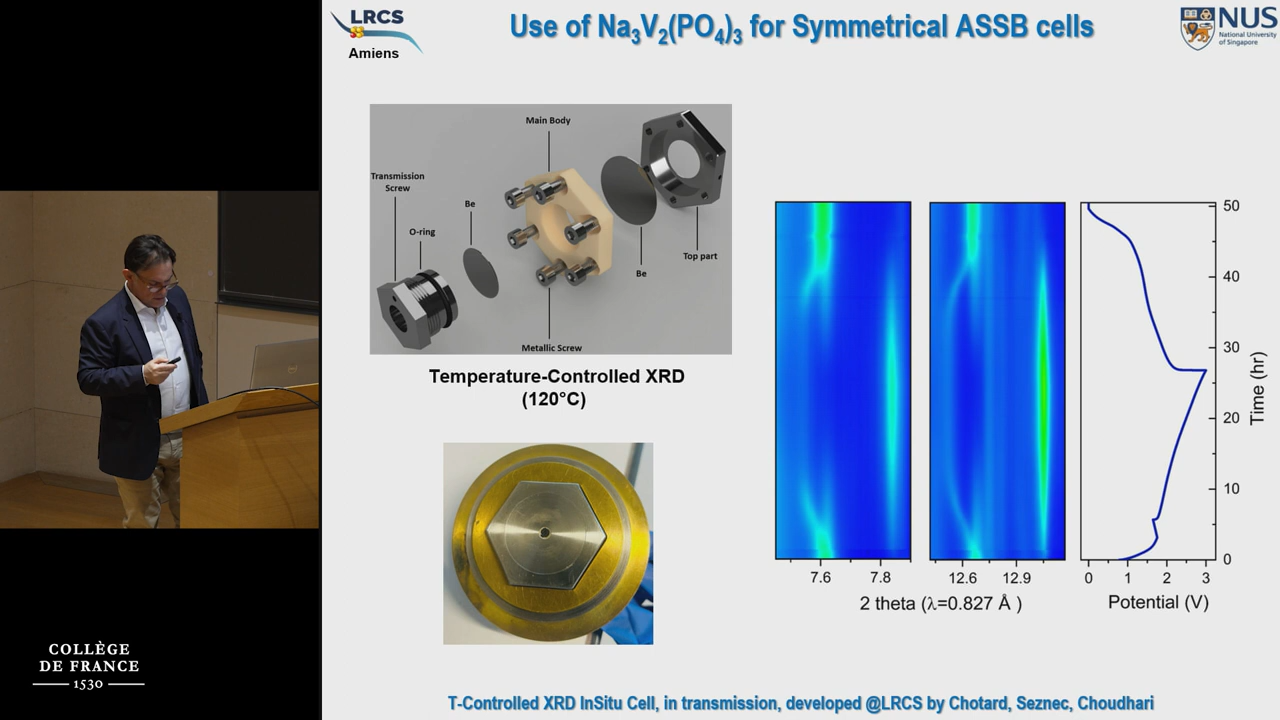 LRCS
Amiens
Use of Na₃V₂(PO₄)₃ for Symmetrical ASSB cells
NUS
National University
of Singapore
Main Body
Transmission
Screw
Be
O-ring
Be
Top part
Metallic Screw
Temperature-Controlled XRD
(120°C)
50
40
30
20
10
0
Time (hr)
7.6 7.8 12.6 12.9 0 1 2 3
2 theta (λ=0.827 Å )
Potential (V)
COLLÈGE
DE FRANCE
1530
T-Controlled XRD InSitu Cell, in transmission, developed @LRCS by Chotard, Seznec, Choudhari